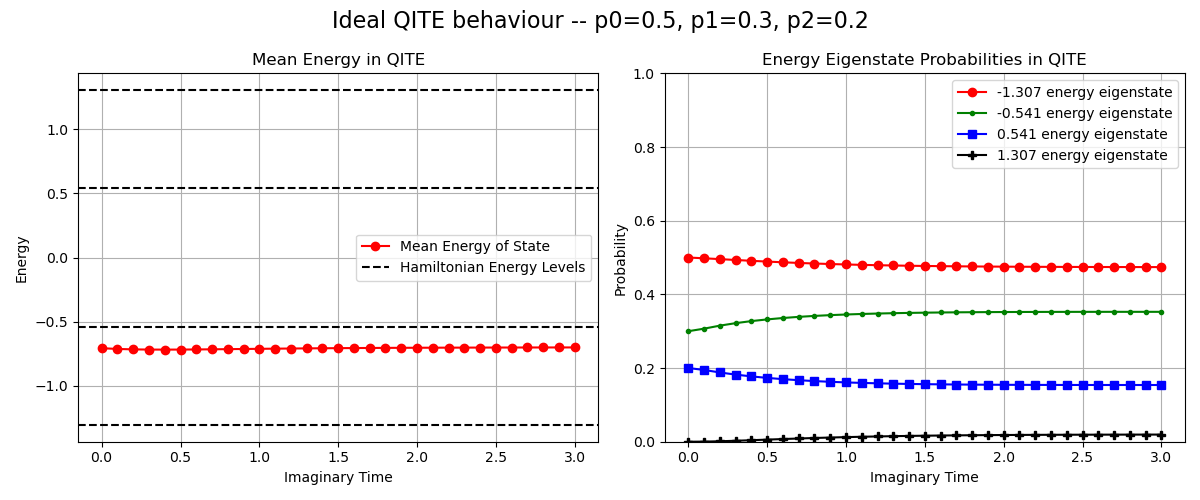 Ideal QITE behaviour -- p0=0.5, p1=0.3, p2=0.2
Mean Energy in QITE
Energy
1.0
0.5
0.0
−0.5
−1.0
Mean Energy of State
Hamiltonian Energy Levels
0.0 0.5 1.0 1.5 2.0 2.5 3.0
Imaginary Time
Energy Eigenstate Probabilities in QITE
Probability
1.0
0.8
0.6
0.4
0.2
0.0
-1.307 energy eigenstate
-0.541 energy eigenstate
0.541 energy eigenstate
1.307 energy eigenstate
0.0 0.5 1.0 1.5 2.0 2.5 3.0
Imaginary Time